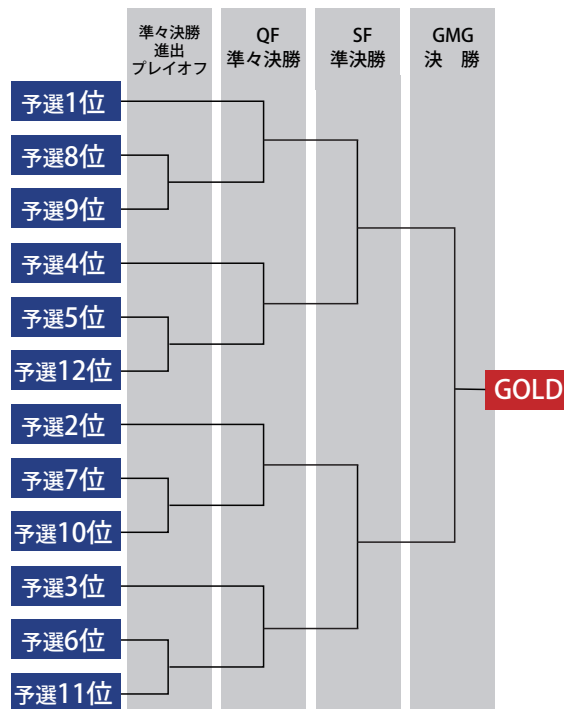 準々決勝
進出
プレイオフ
QF
準々決勝
SF
準決勝
GMG
決　勝
予選1位
予選8位
予選9位
予選4位
予選5位
予選12位
GOLD
予選2位
予選7位
予選10位
予選3位
予選6位
予選11位